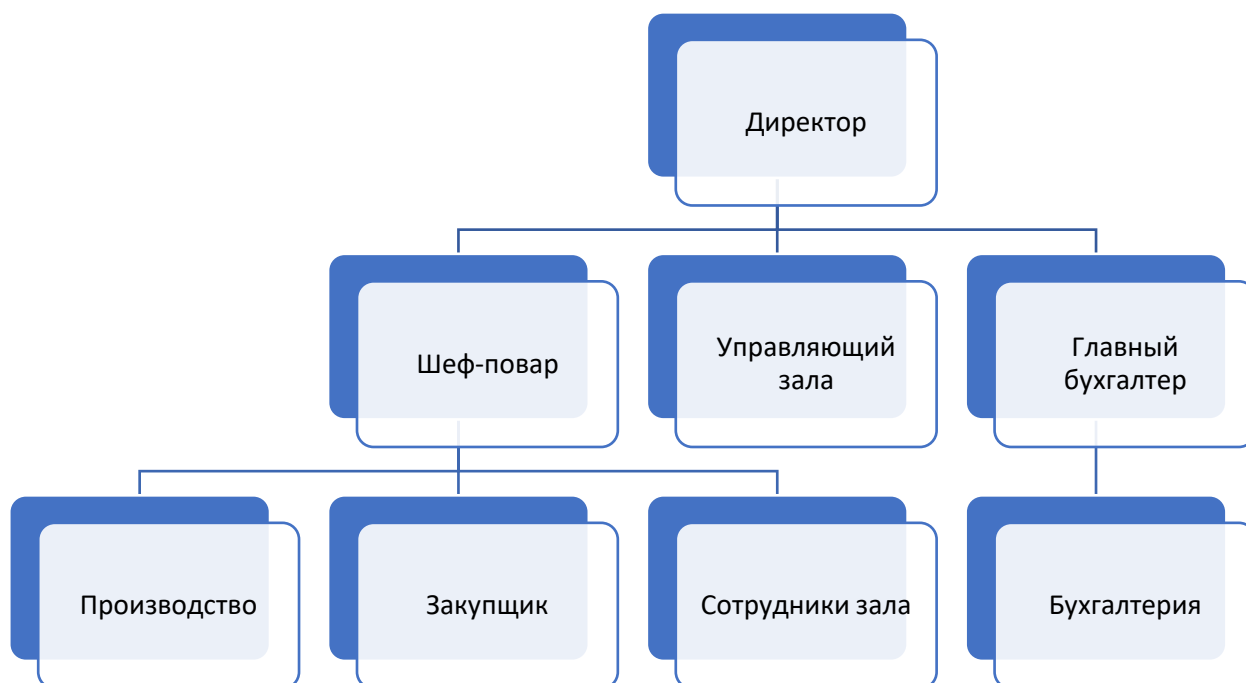 Директор
Шеф-повар
Управляющий
зала
Главный
бухгалтер
Производство
Закупщик
Сотрудники зала
Бухгалтерия